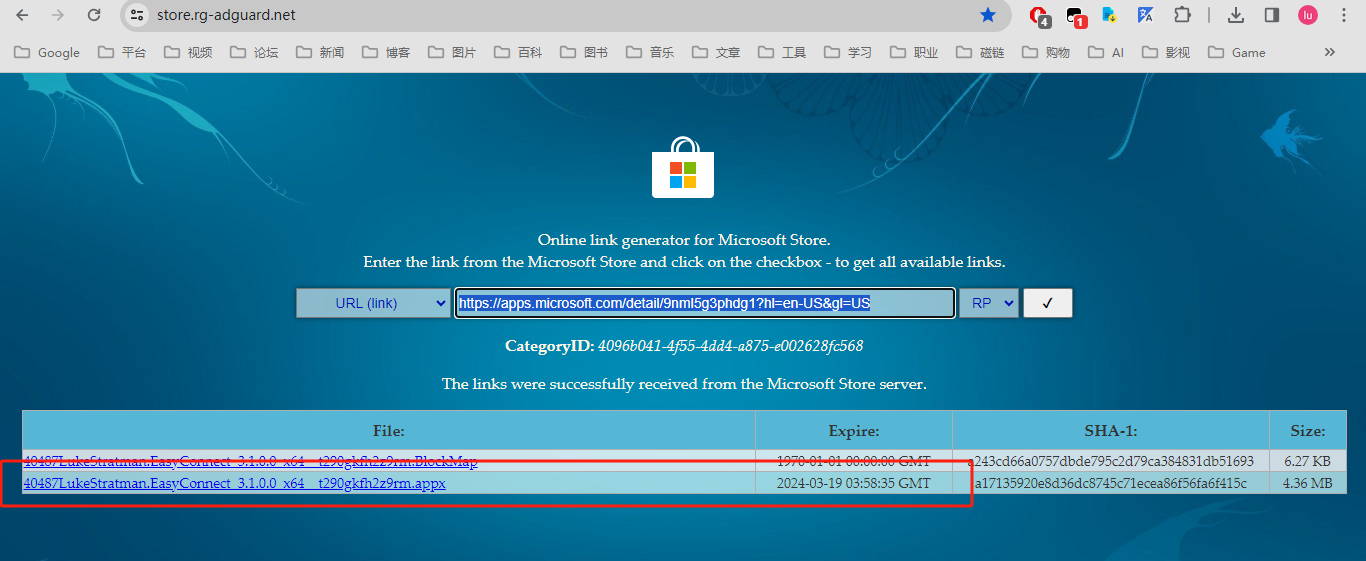 store.rg-adguard.net
4
1
lu
Google 平台 视频 论坛 新闻 博客 图片 百科 图书 音乐 文章 工具 学习 职业 磁链 购物 AI 影视 Game
Online link generator for Microsoft Store.
Enter the link from the Microsoft Store and click on the checkbox - to get all available links.
URL (link) https://apps.microsoft.com/detail/9nml5g3phdg1?hl=en-US&gl=US RP ✓
CategoryID: 4096b041-4f55-4dd4-a875-e002628fc568
The links were successfully received from the Microsoft Store server.
File: Expire: SHA-1: Size:
40487LukeStratman.EasyConnect_3.1.0.0_x64__t290gkfh2z9rm.BlockMap 1970-01-01 00:00:00 GMT a243cd66a0757dbde795c2d79ca384831db51693 6.27 KB
40487LukeStratman.EasyConnect_3.1.0.0_x64__t290gkfh2z9rm.appx 2024-03-19 03:58:35 GMT a17135920e8d36dc8745c71ecea86f56fa6f415c 4.36 MB